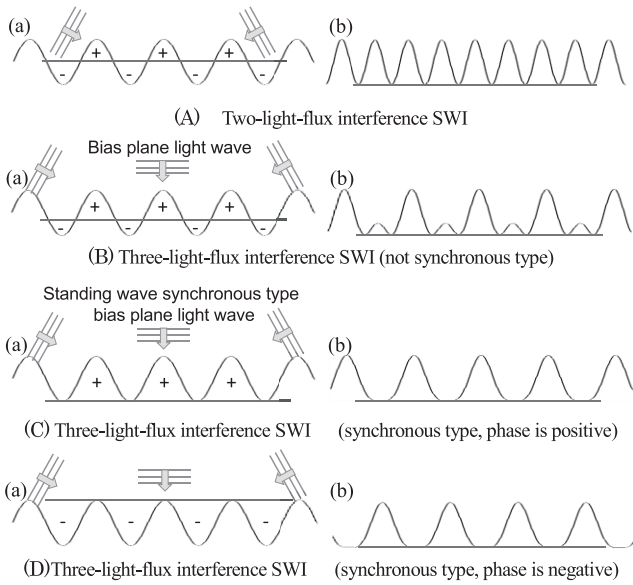 (a) (b)
+ + +
- - - -
(A) Two-light-flux interference SWI
Bias plane light wave
(a) (b)
+ + +
- - - -
(B) Three-light-flux interference SWI (not synchronous type)
Standing wave synchronous type
bias plane light wave
(a) (b)
+ + +
(C) Three-light-flux interference SWI (synchronous type, phase is positive)
(a) (b)
- - - -
(D)Three-light-flux interference SWI (synchronous type, phase is negative)